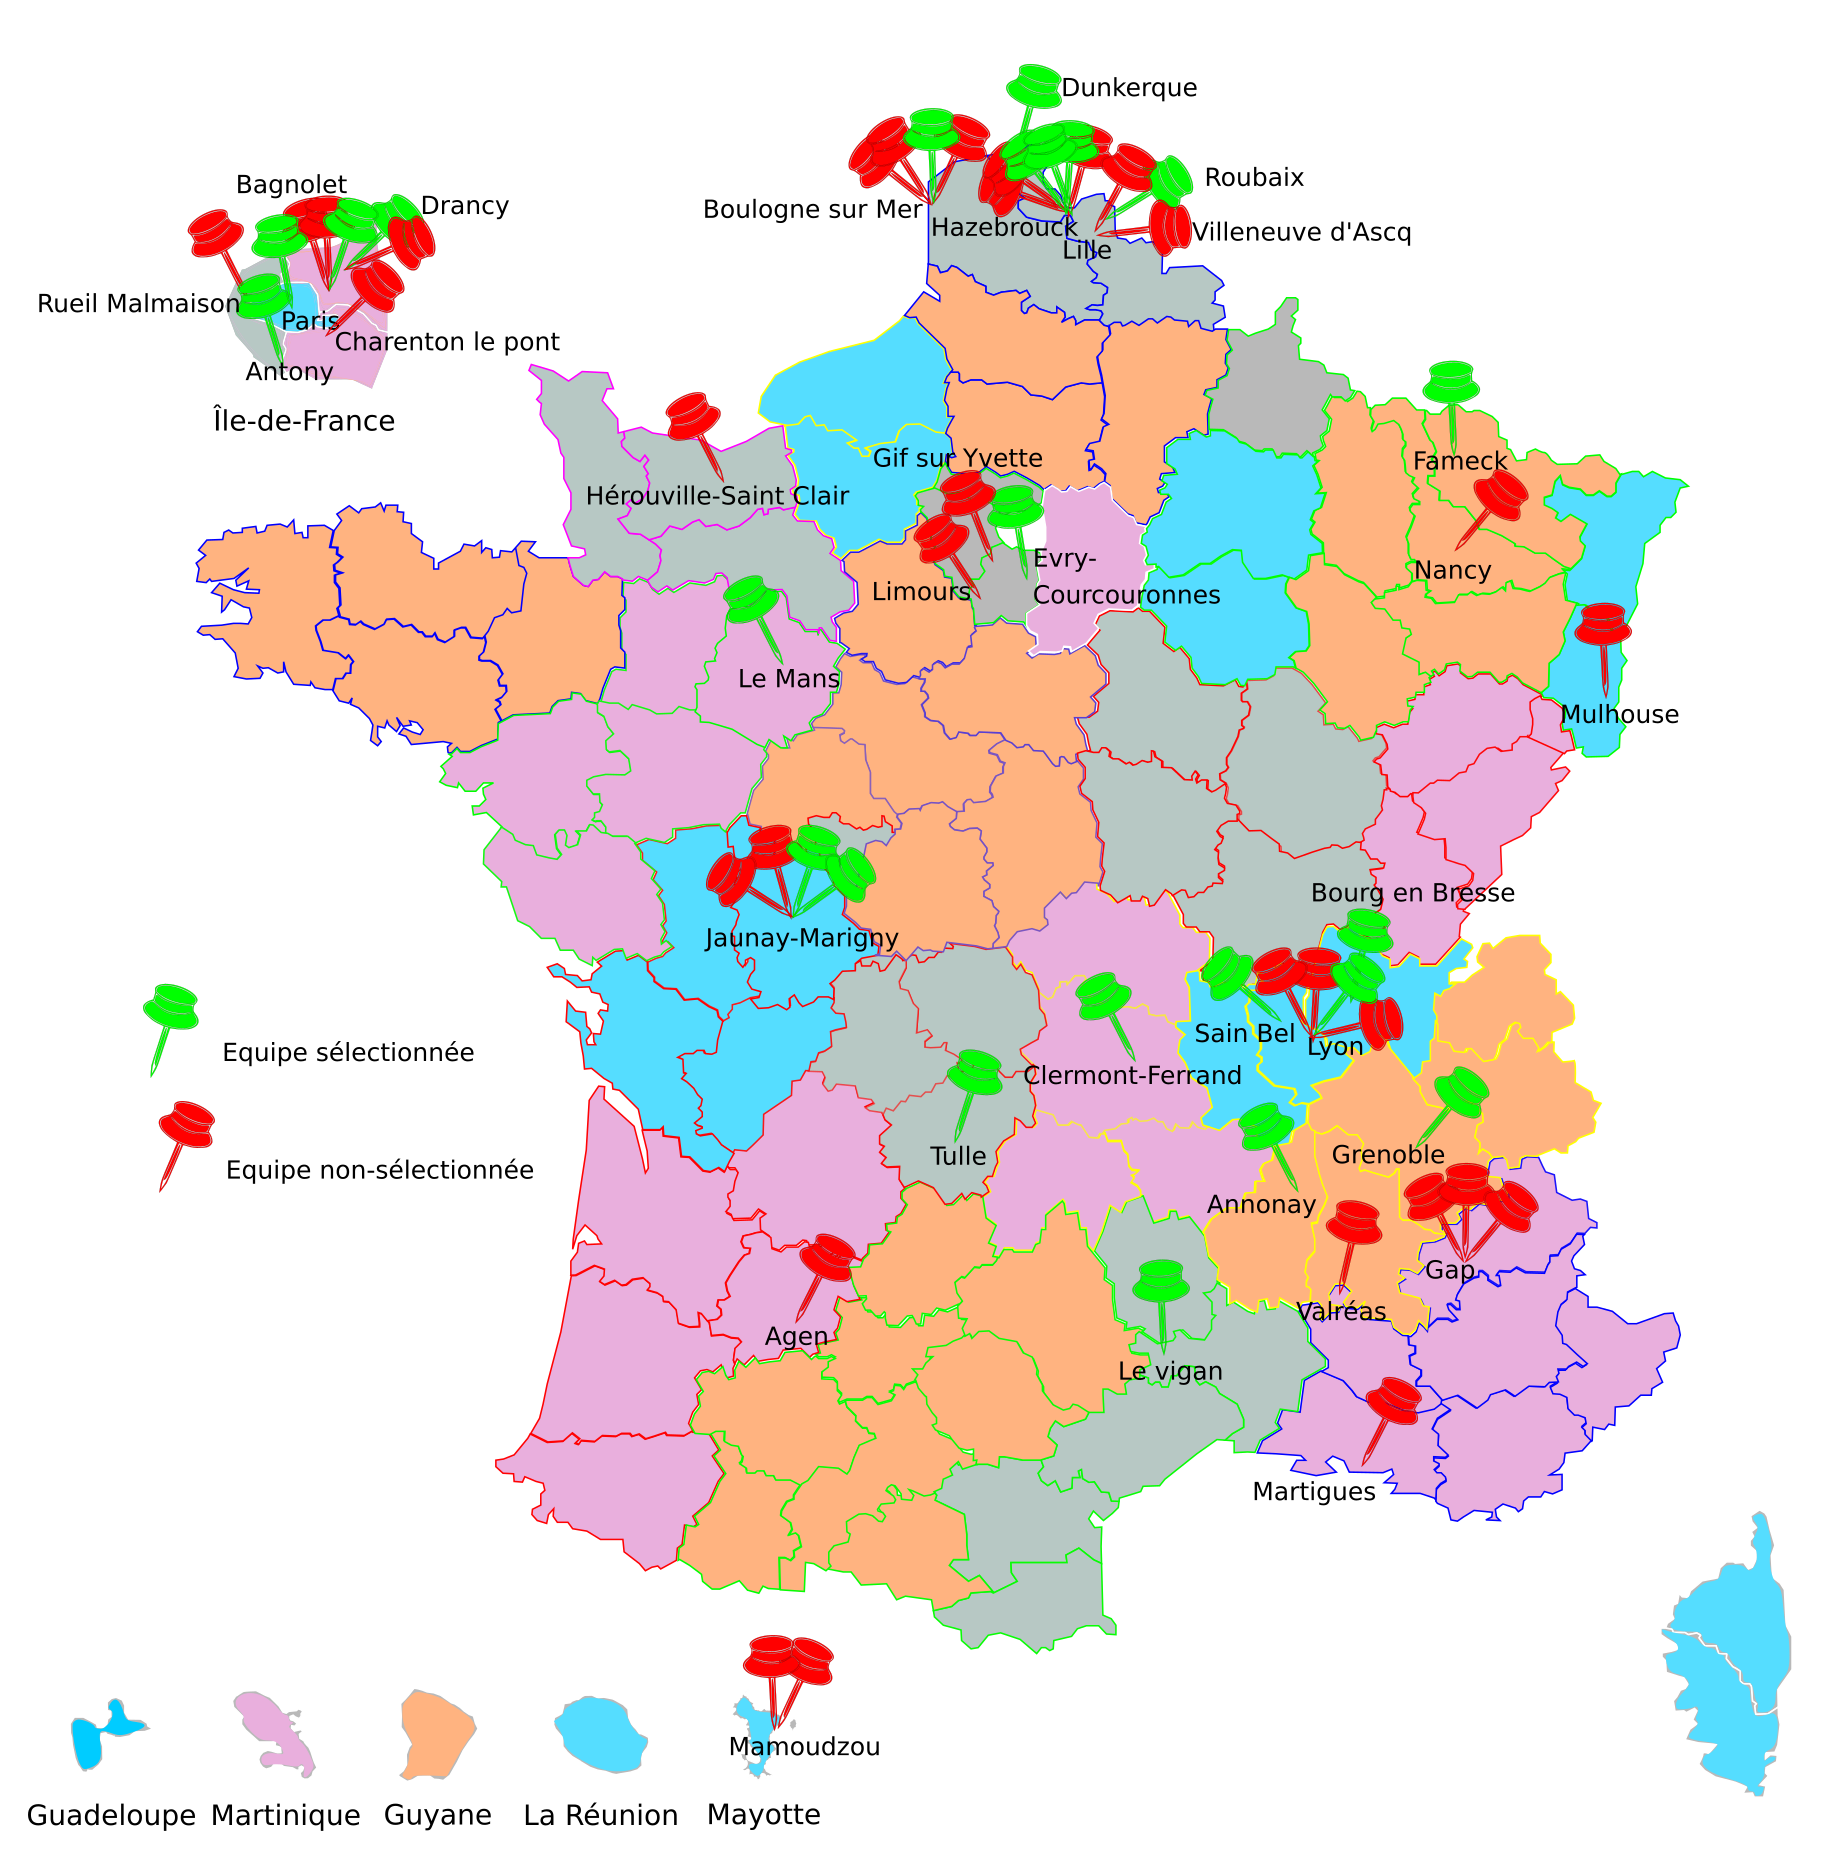 Dunkerque
Roubaix
Bagnolet
Drancy
Boulogne sur Mer
Hazebrouck
Villeneuve d'Ascq
Lille
Rueil Malmaison
Paris
Charenton le pont
Antony
Île-de-France
Gif sur Yvette
Fameck
Hérouville-Saint Clair
Evry-
Courcouronnes
Nancy
Limours
Le Mans
Mulhouse
Bourg en Bresse
Jaunay-Marigny
Sain Bel
Lyon
Equipe sélectionnée
Clermont-Ferrand
Tulle
Grenoble
Equipe non-sélectionnée
Annonay
Gap
Valréas
Agen
Le vigan
Martigues
Mamoudzou
Guadeloupe
Martinique
Guyane
La Réunion
Mayotte